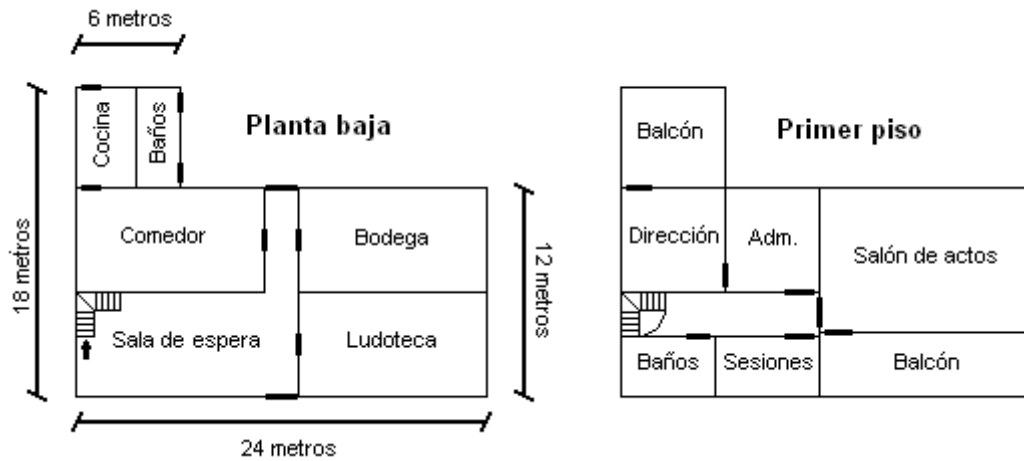 6 metros
Planta baja
Cocina
Baños
Comedor
Bodega
Sala de espera
Ludoteca
18 metros
12 metros
24 metros
Primer piso
Balcón
Dirección
Adm.
Salón de actos
Baños
Sesiones
Balcón